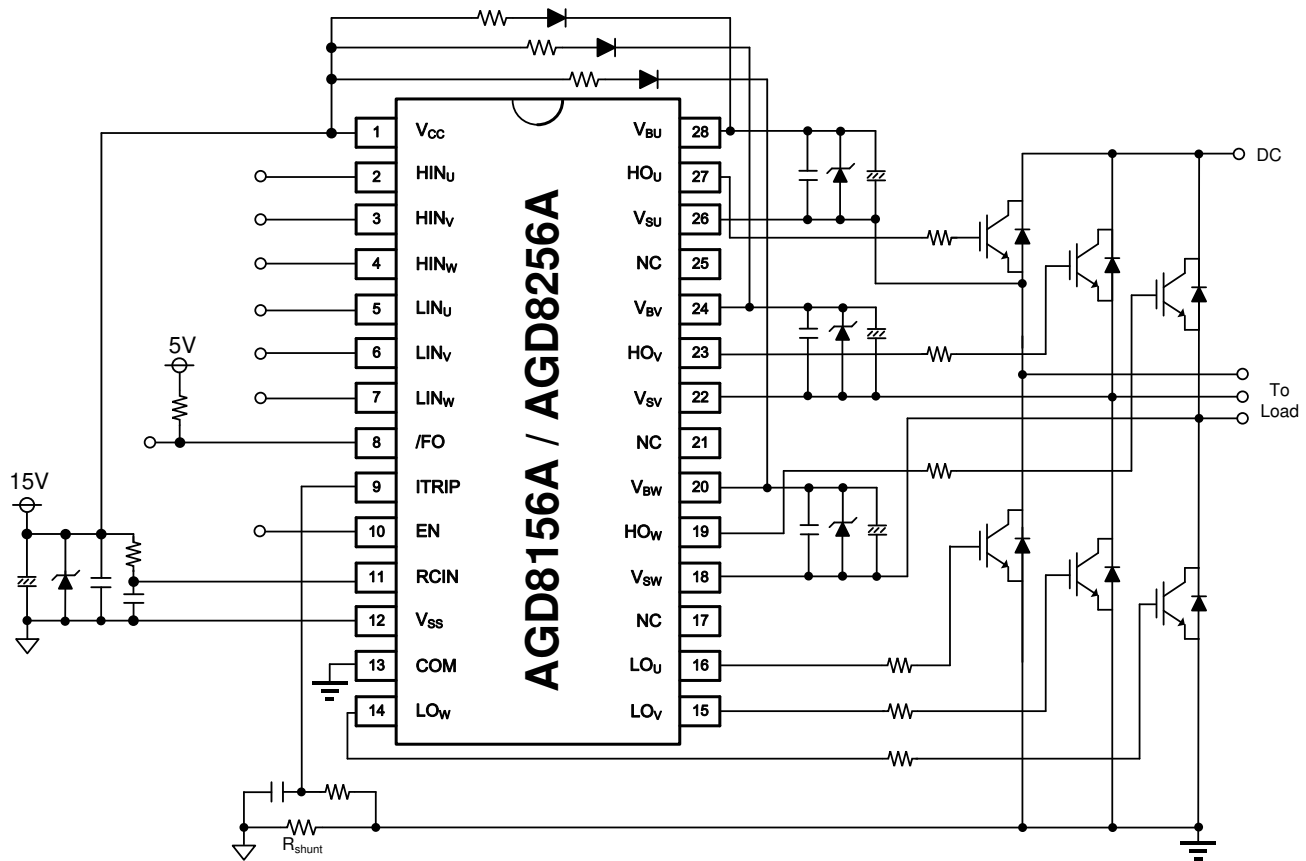 1 VCC
2 HINU
3 HINV
4 HINW
5 LINU
6 LINV
7 LINW
8 /FO
9 ITRIP
10 EN
11 RCIN
12 VSS
13 COM
14 LOW
AGD8156A / AGD8256A
VBU 28
HOU 27
VSU 26
NC 25
VBV 24
HOV 23
VSV 22
NC 21
VBW 20
HOW 19
VSW 18
NC 17
LOU 16
LOV 15
5V
15V
Rshunt
DC
To
Load